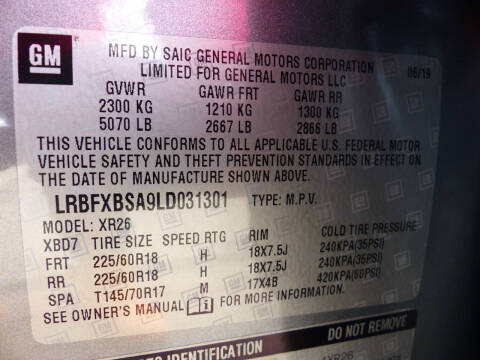 GM
MFD BY SAIC GENERAL MOTORS CORPORATION
LIMITED FOR GENERAL MOTORS LLC 06/19
GVWR GAWR FRT GAWR RR
2300 KG 1210 KG 1300 KG
5070 LB 2667 LB 2866 LB
THIS VEHICLE CONFORMS TO ALL APPLICABLE U.S. FEDERAL MOTOR
VEHICLE SAFETY AND THEFT PREVENTION STANDARDS IN EFFECT ON
THE DATE OF MANUFACTURE SHOWN ABOVE.
LRBFXBSA9LD031301 TYPE: M.P.V.
MODEL: XR26
XBD7 TIRE SIZE SPEED RTG RIM COLD TIRE PRESSURE
FRT 225/60R18 H 18X7.5J 240KPA(35PSI)
RR 225/60R18 H 18X7.5J 240KPA(35PSI)
SPA T145/70R17 M 17X4B 420KPA(60PSI)
SEE OWNER'S MANUAL i FOR MORE INFORMATION.
DO NOT REMOVE
IDENTIFICATION